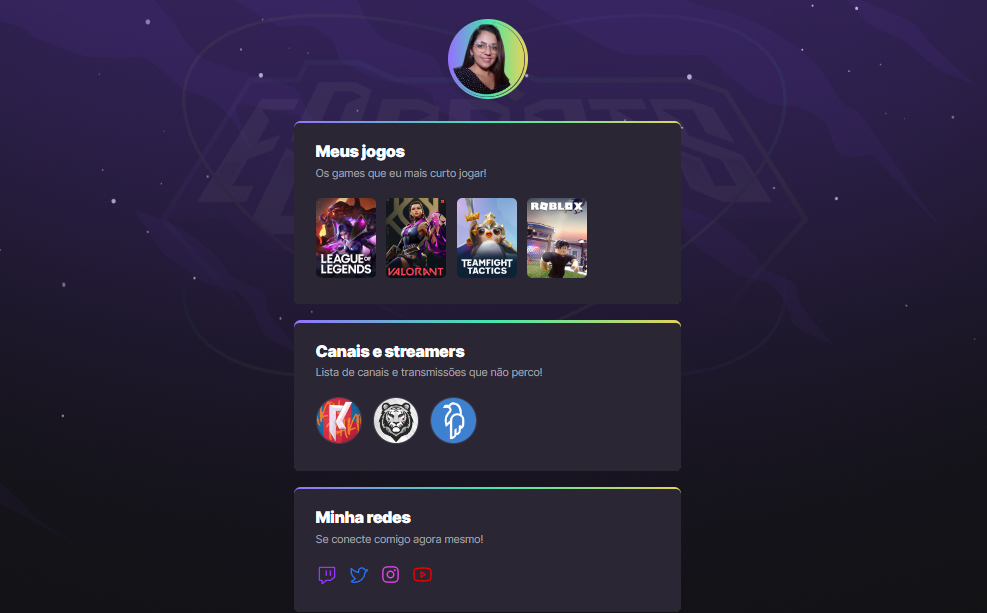 ESPORTS
Meus jogos
Os games que eu mais curto jogar!
LEAGUE OF
LEGENDS
VALORANT
TEAMFIGHT
TACTICS
ROBLOX
Canais e streamers
Lista de canais e transmissões que não perco!
Minha redes
Se conecte comigo agora mesmo!